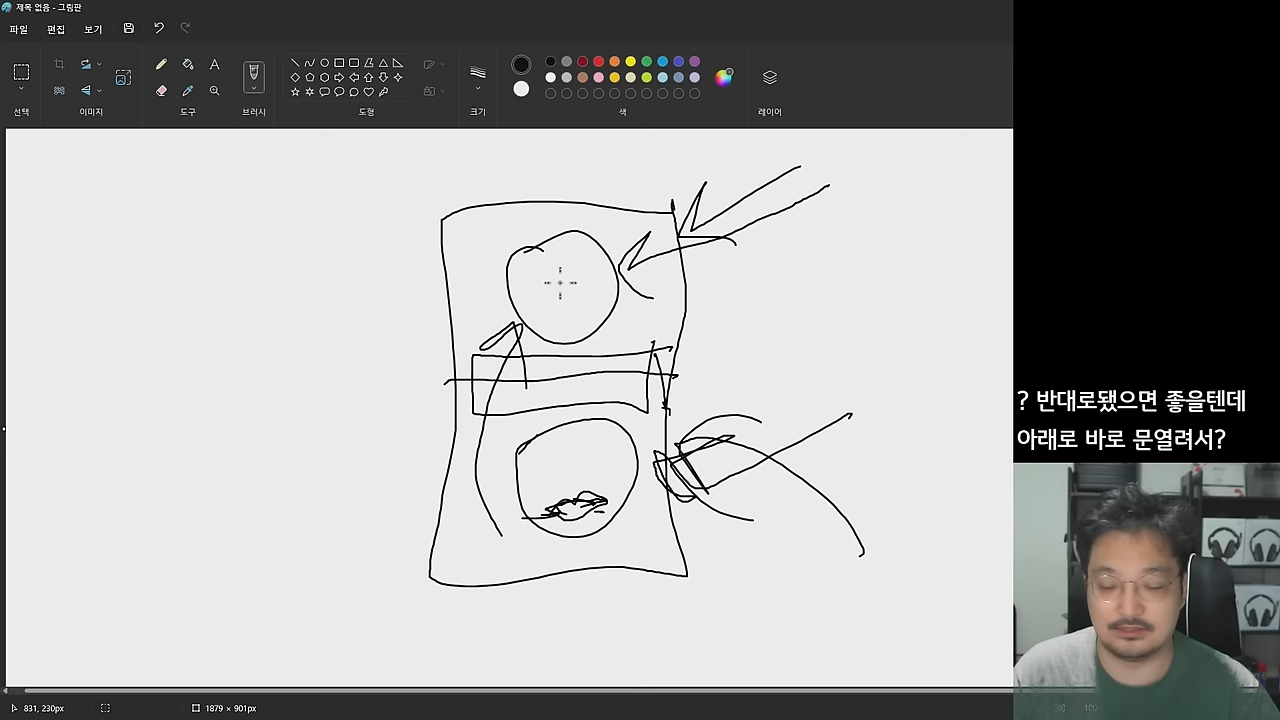 제목 없음 - 그림판
파일 편집 보기
선택 이미지 도구 브러시 도형 크기 색 레이어
? 반대로됐으면 좋을텐데
아래로 바로 문열려서?
831, 230px 1879 × 901px 100